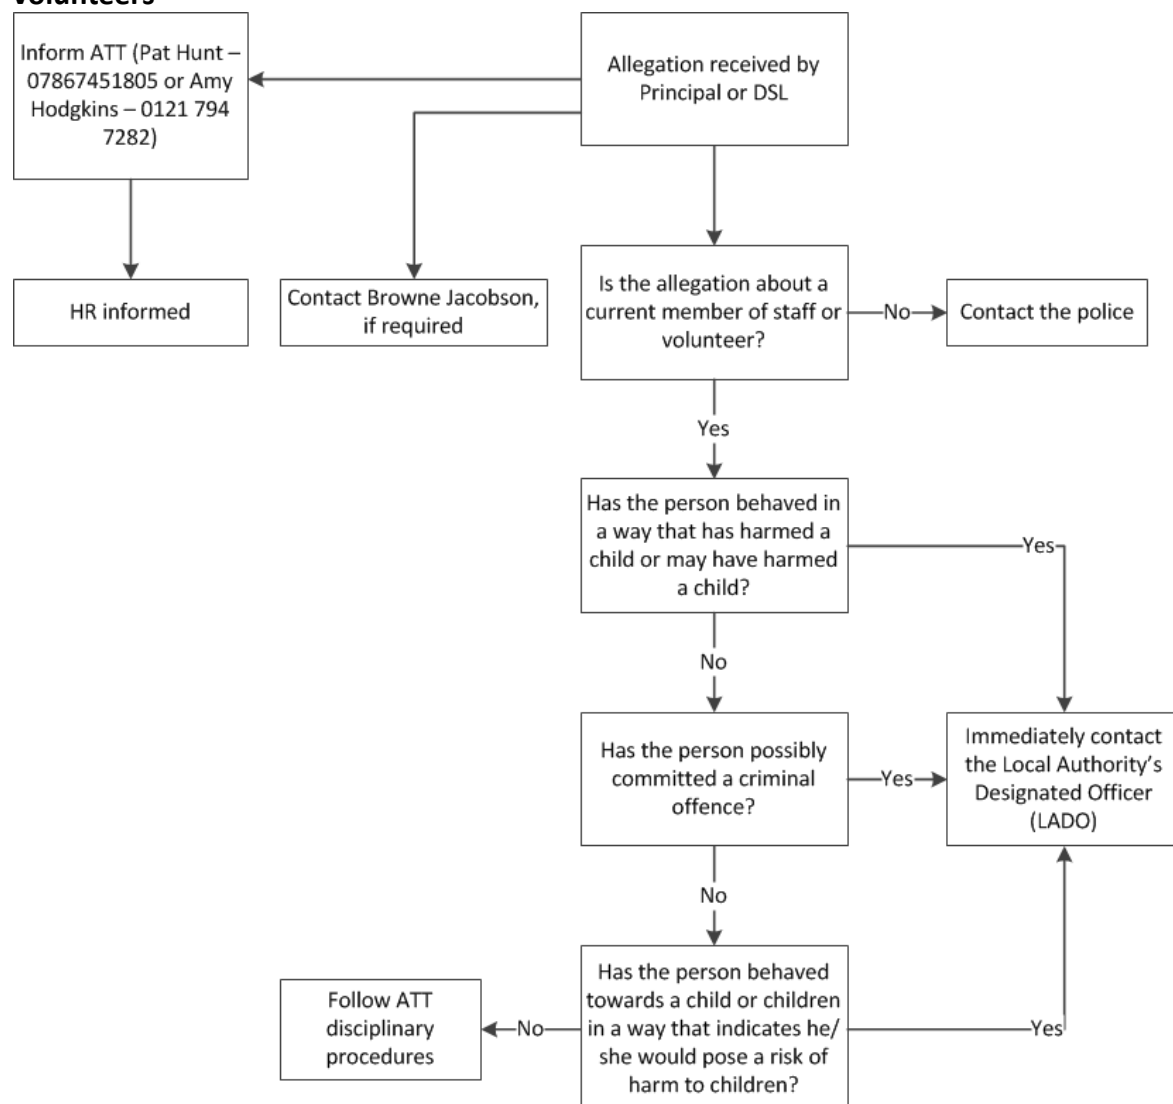 volunteers
Inform ATT (Pat Hunt –
07867451805 or Amy
Hodgkins – 0121 794
7282)
Allegation received by
Principal or DSL
HR informed
Contact Browne Jacobson,
if required
Is the allegation about a
current member of staff or
volunteer?
No
Contact the police
Yes
Has the person behaved in
a way that has harmed a
child or may have harmed
a child?
Yes
No
Has the person possibly
committed a criminal
offence?
Yes
Immediately contact
the Local Authority’s
Designated Officer
(LADO)
No
Follow ATT
disciplinary
procedures
No
Has the person behaved
towards a child or children
in a way that indicates he/
she would pose a risk of
harm to children?
Yes